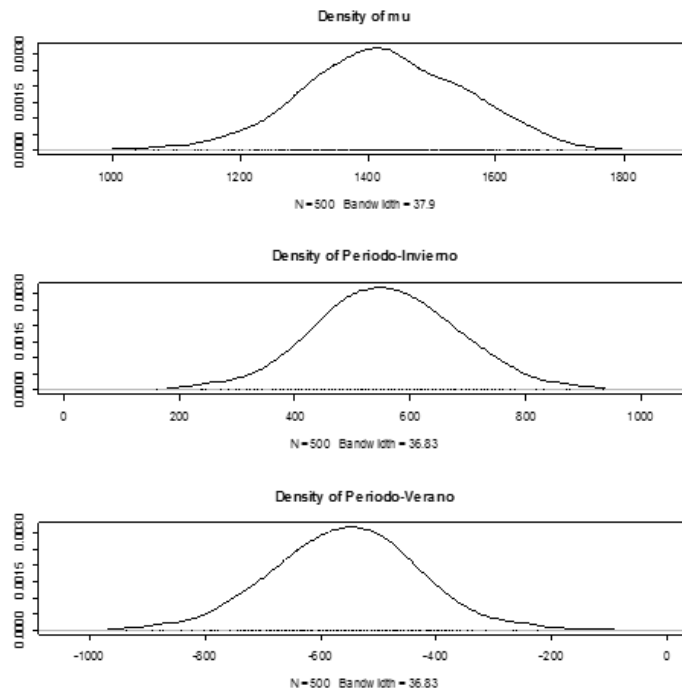 Density of mu
0.0030
0.0015
0.0000
1000 1200 1400 1600 1800
N = 500 Bandwidth = 37.9
Density of Periodo-Invierno
0.0030
0.0015
0.0000
0 200 400 600 800 1000
N = 500 Bandwidth = 36.83
Density of Periodo-Verano
0.0030
0.0015
0.0000
-1000 -800 -600 -400 -200 0
N = 500 Bandwidth = 36.83